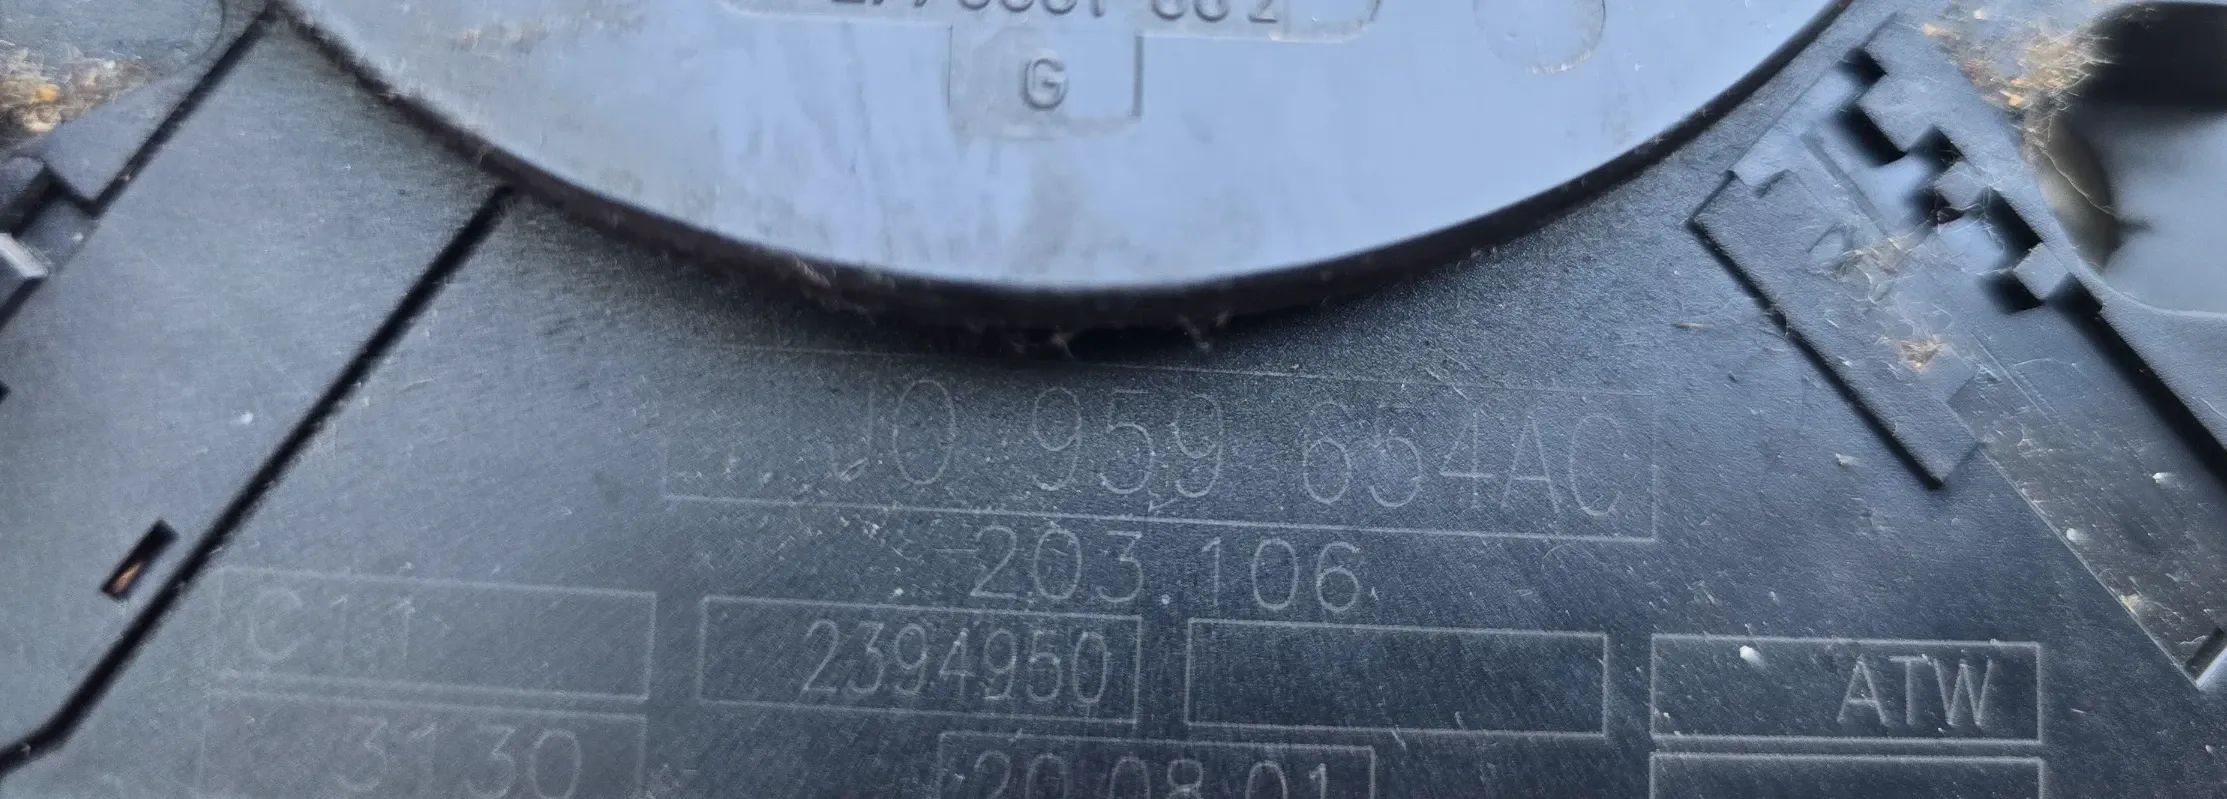 G
J0 959 654AC
203 106
C11 2394950 ATW
3130 20.08.01